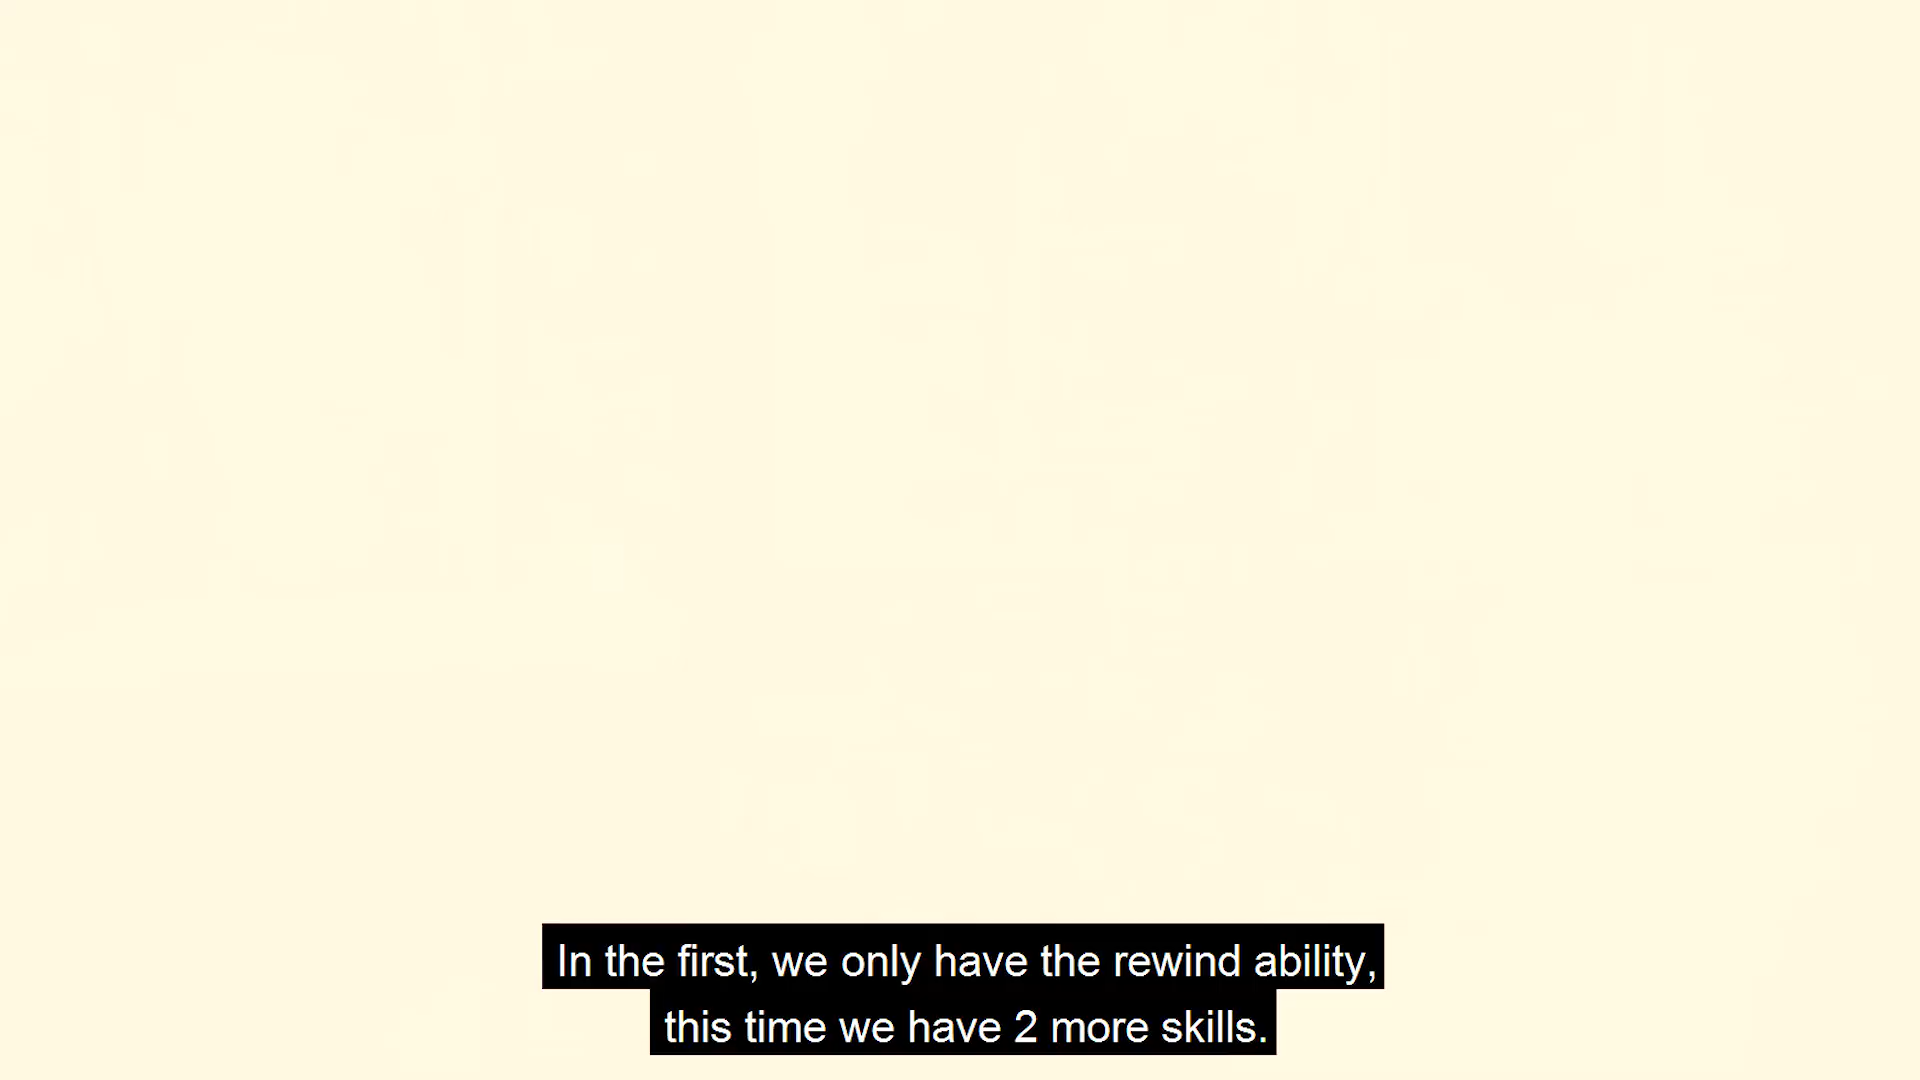 In the first, we only have the rewind ability,
this time we have 2 more skills.